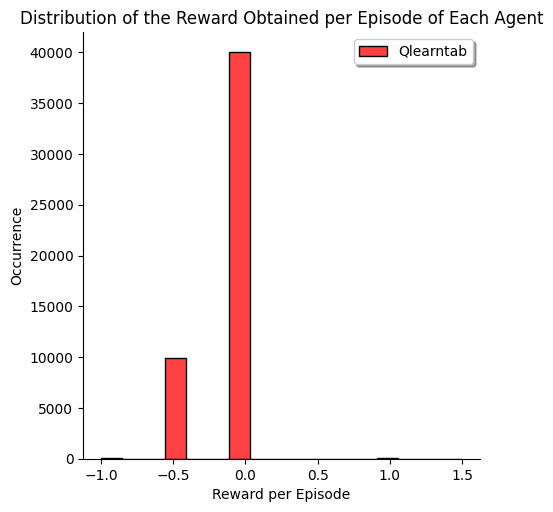 Distribution of the Reward Obtained per Episode of Each Agent
Qlearntab
40000
35000
30000
25000
20000
15000
10000
5000
0
Occurrence
−1.0 −0.5 0.0 0.5 1.0 1.5
Reward per Episode